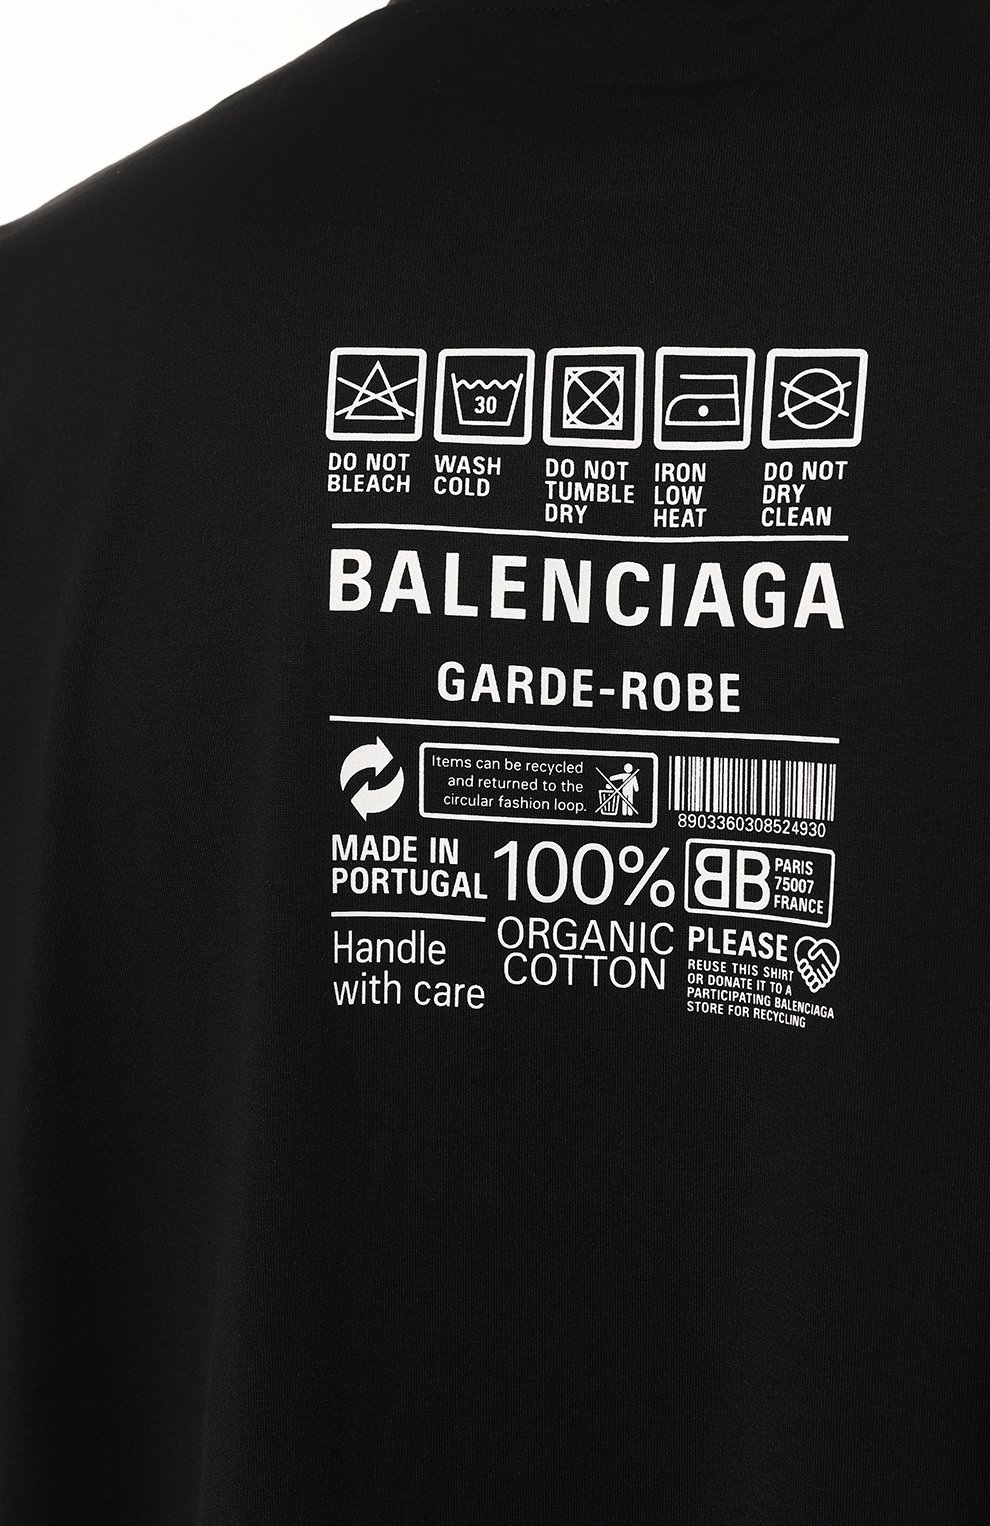 30
DO NOT
BLEACH
WASH
COLD
DO NOT
TUMBLE
DRY
IRON
LOW
HEAT
DO NOT
DRY
CLEAN
BALENCIAGA
GARDE-ROBE
Items can be recycled
and returned to the
circular fashion loop.
8903360308524930
MADE IN
PORTUGAL
100%
ORGANIC
COTTON
BB
PARIS
75007
FRANCE
Handle
with care
PLEASE
REUSE THIS SHIRT
OR DONATE IT TO A
PARTICIPATING BALENCIAGA
STORE FOR RECYCLING